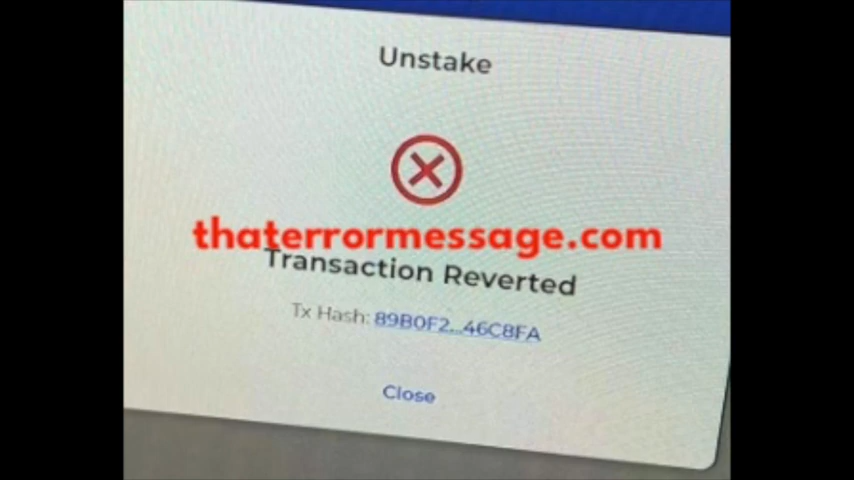 Unstake
thaterrormessage.com
Transaction Reverted
Tx Hash: 89B0F2...46C8FA
Close